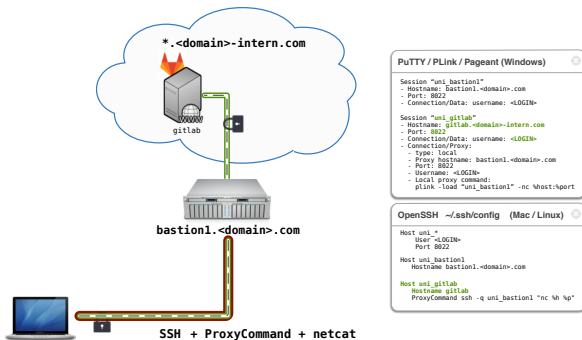 *.<domain>-intern.com
gitlab
bastion1.<domain>.com
SSH + ProxyCommand + netcat
PuTTY / PLink / Pageant (Windows)
Session “uni_bastion1”
- Hostname: bastion1.<domain>.com
- Port: 8022
- Connection/Data: username: <LOGIN>
Session “uni_gitlab”
- Hostname: gitlab.<domain>-intern.com
- Port: 8022
- Connection/Data: username: <LOGIN>
- Connection/Proxy:
- type: local
- Proxy hostname: bastion1.<domain>.com
- Port: 8022
- Username: <LOGIN>
- Local proxy command:
plink -load “uni_bastion1” -nc %host:%port
OpenSSH ~/.ssh/config (Mac / Linux)
Host uni_*
User <LOGIN>
Port 8022
Host uni_bastion1
Hostname bastion1.<domain>.com
Host uni_gitlab
Hostname gitlab
ProxyCommand ssh -q uni_bastion1 "nc %h %p"